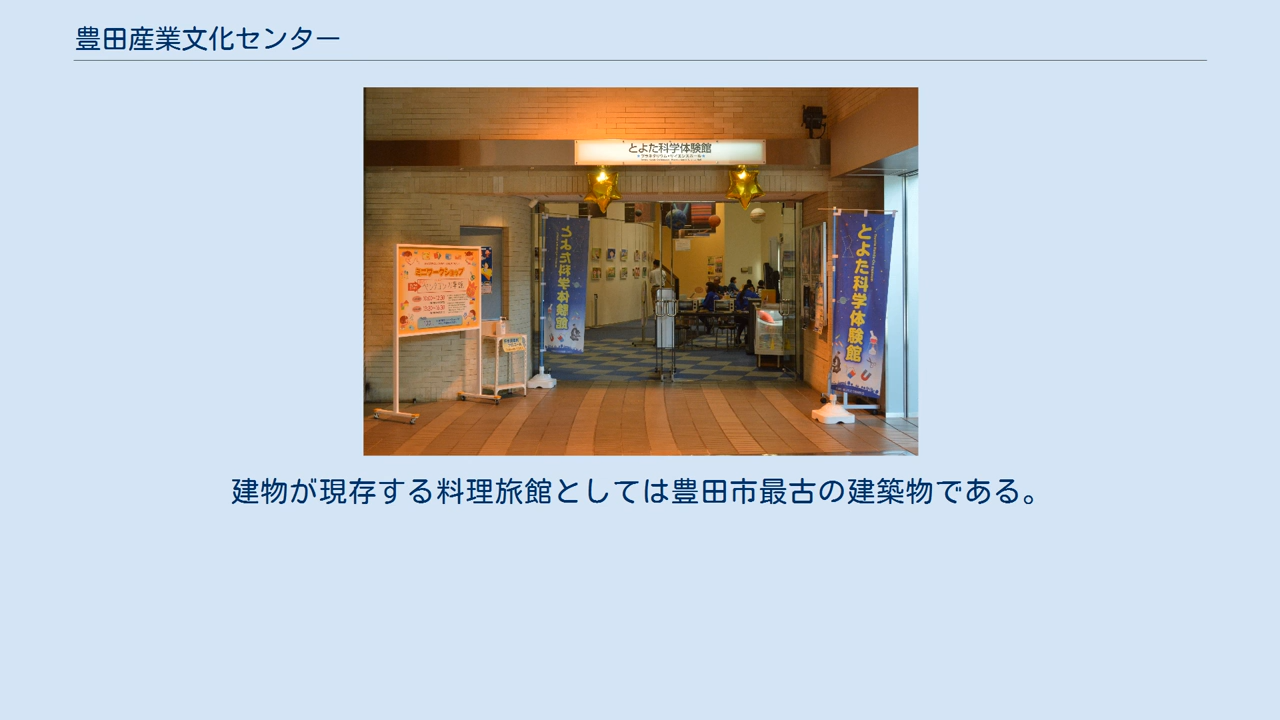 豊田産業文化センター
とよた科学体験館
とよた科学体験館
とよた科学体験館
ミニワークショップ
建物が現存する料理旅館としては豊田市最古の建築物である。